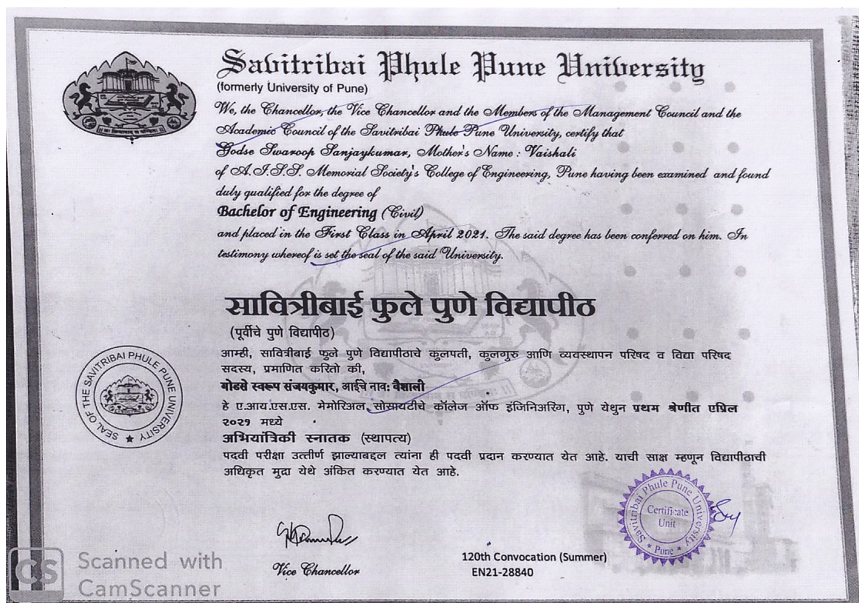 Savitribai Phule Pune University
(formerly University of Pune)
We, the Chancellor, the Vice Chancellor and the Members of the Management Council and the
Academic Council of the Savitribai Phule Pune University, certify that
Godse Swaroop Sanjaykumar, Mother's Name : Vaishali
of A.I.S.S. Memorial Society's College of Engineering, Pune having been examined and found
duly qualified for the degree of
Bachelor of Engineering (Civil)
and placed in the First Class in April 2021. The said degree has been conferred on him. In
testimony whereof is set the seal of the said University.
सावित्रीबाई फुले पुणे विद्यापीठ
(पूर्वीचे पुणे विद्यापीठ)
आम्ही, सावित्रीबाई फुले पुणे विद्यापीठाचे कुलपती, कुलगुरु आणि व्यवस्थापन परिषद व विद्या परिषद
सदस्य, प्रमाणित करितो की,
गोडसे स्वरूप संजयकुमार, आईचे नाव: वैशाली
हे ए.आय.एस.एस. मेमोरिअल सोसायटीचे कॉलेज ऑफ इंजिनिअरिंग, पुणे येथुन प्रथम श्रेणीत एप्रिल
२०२१ मध्ये
अभियांत्रिकी स्नातक (स्थापत्य)
पदवी परीक्षा उत्तीर्ण झाल्याबद्दल त्यांना ही पदवी प्रदान करण्यात येत आहे. याची साक्ष म्हणून विद्यापीठाची
अधिकृत मुद्रा येथे अंकित करण्यात येत आहे.
SEAL OF THE SAVITRIBAI PHULE PUNE UNIVERSITY
Savitribai Phule Pune University
Certificate
Unit
Pune
Vice Chancellor
120th Convocation (Summer)
EN21-28840
CS
Scanned with
CamScanner